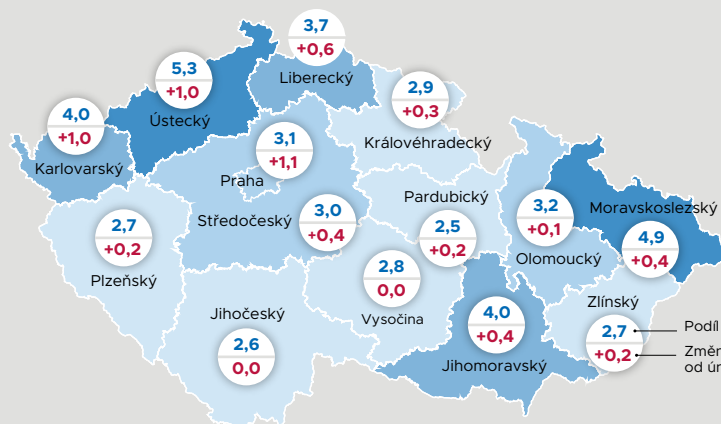 3,7
+0,6
Liberecký
5,3
+1,0
Ústecký
2,9
+0,3
Královéhradecký
4,0
+1,0
Karlovarský
3,1
+1,1
Praha
Středočeský
3,0
+0,4
Pardubický
2,5
+0,2
3,2
+0,1
Olomoucký
Moravskoslezský
4,9
+0,4
2,7
+0,2
Plzeňský
2,8
0,0
Vysočina
Jihočeský
2,6
0,0
4,0
+0,4
Jihomoravský
Zlínský
2,7
+0,2
Podíl
Změn
od úr